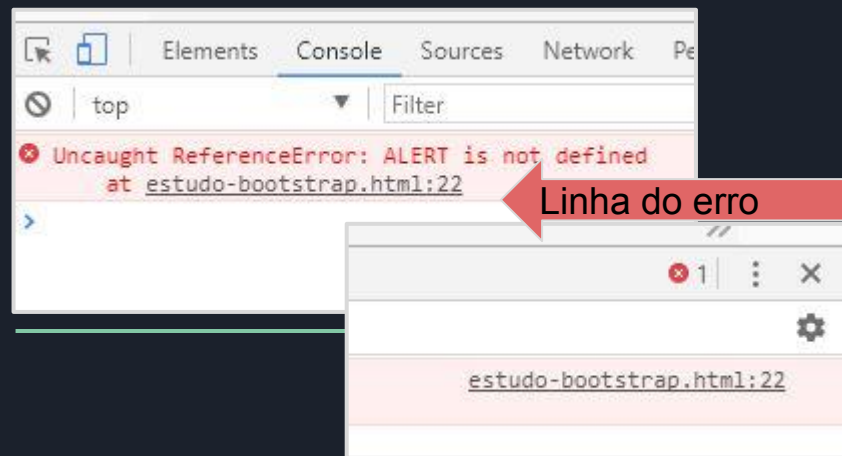 Elements Console Sources Network Pe
top Filter
Uncaught ReferenceError: ALERT is not defined
at estudo-bootstrap.html:22
Linha do erro
>
1
estudo-bootstrap.html:22